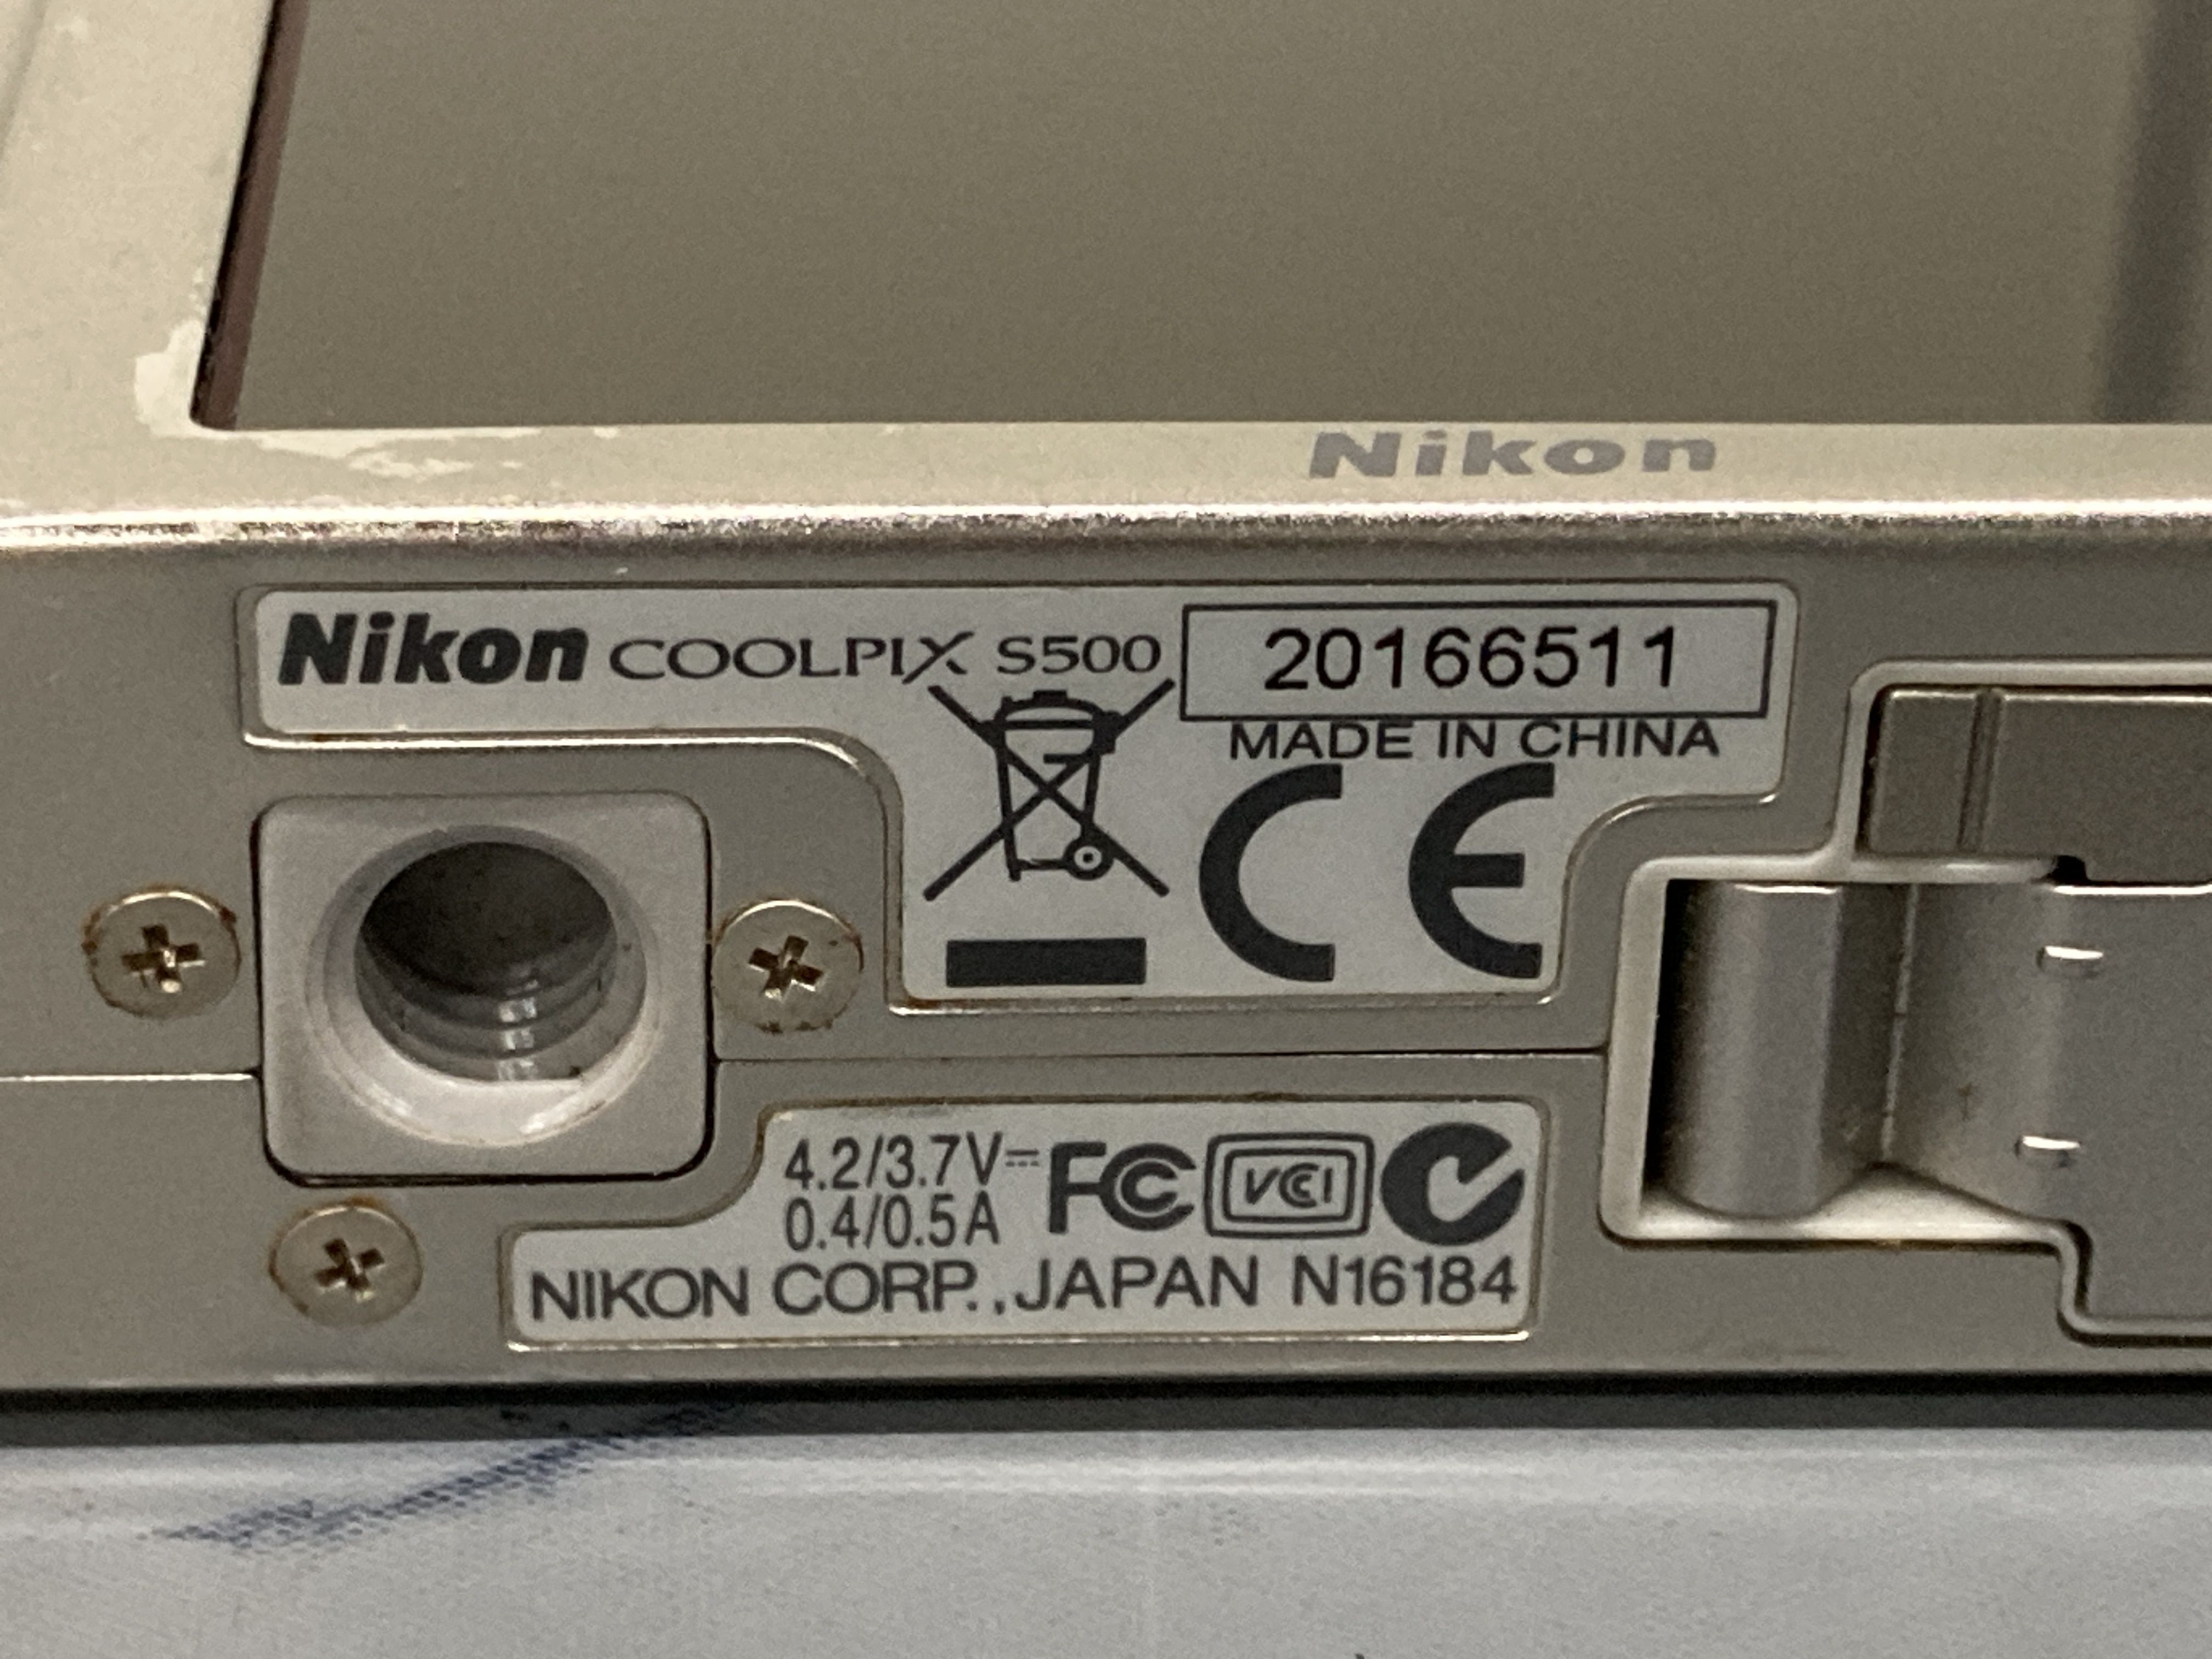 Nikon
Nikon COOLPIX S500 20166511
MADE IN CHINA
CE
4.2/3.7V⎓ FC VCI
0.4/0.5A
NIKON CORP.,JAPAN N16184